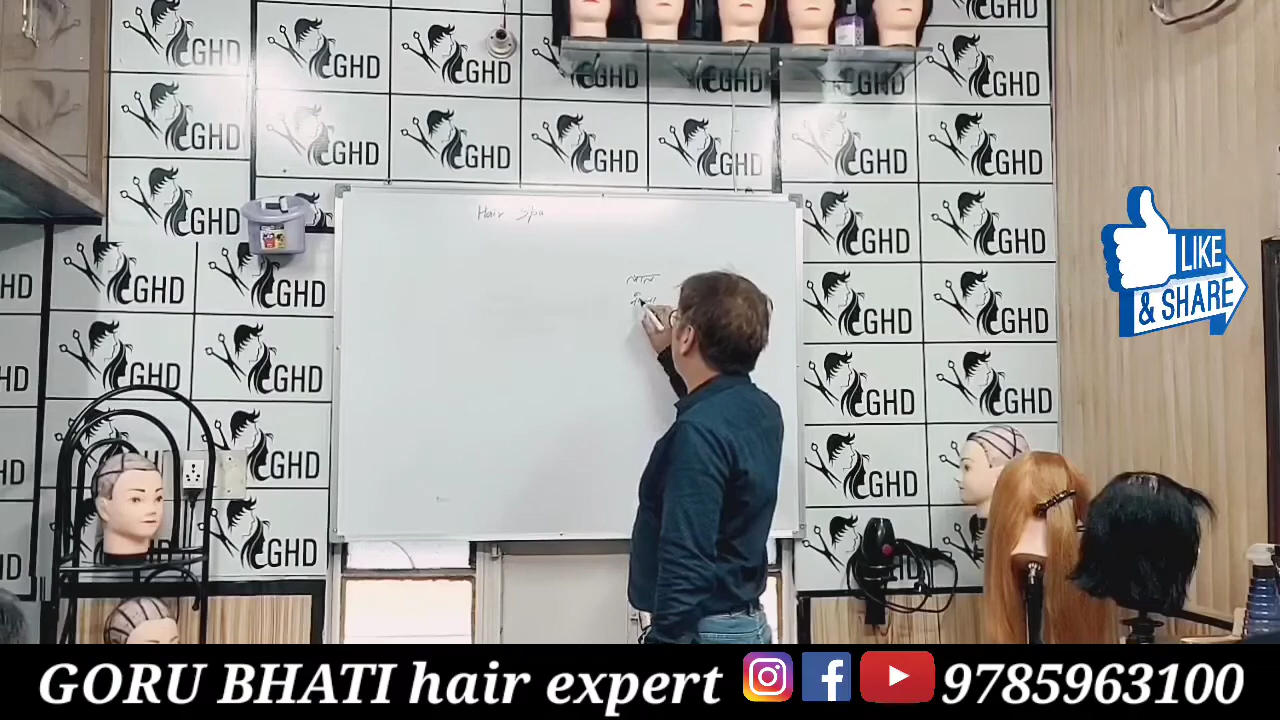 GHD
Hair Spa
लाल
LIKE
& SHARE
GORU BHATI hair expert 9785963100